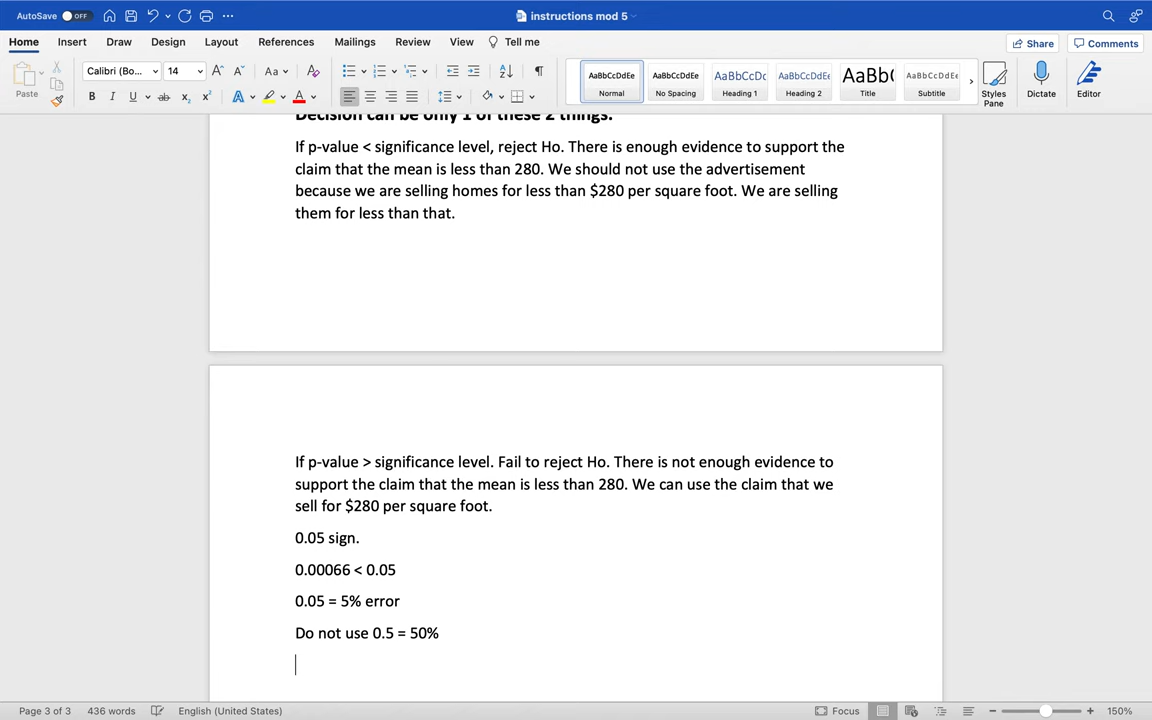 AutoSave OFF
instructions mod 5
Home Insert Draw Design Layout References Mailings Review View Tell me
Share Comments
Paste
Calibri (Bo... 14
Aa
AaBbCcDdEe AaBbCcDdEe AaBbCcDc AaBbCcDdEe AaBb( AaBbCcDdEe
Normal No Spacing Heading 1 Heading 2 Title Subtitle
Styles Pane
Dictate
Editor
Decision can be only 1 of these 2 things.
If p-value < significance level, reject Ho. There is enough evidence to support the
claim that the mean is less than 280. We should not use the advertisement
because we are selling homes for less than $280 per square foot. We are selling
them for less than that.
If p-value > significance level. Fail to reject Ho. There is not enough evidence to
support the claim that the mean is less than 280. We can use the claim that we
sell for $280 per square foot.
0.05 sign.
0.00066 < 0.05
0.05 = 5% error
Do not use 0.5 = 50%
Page 3 of 3 436 words English (United States) Focus 150%